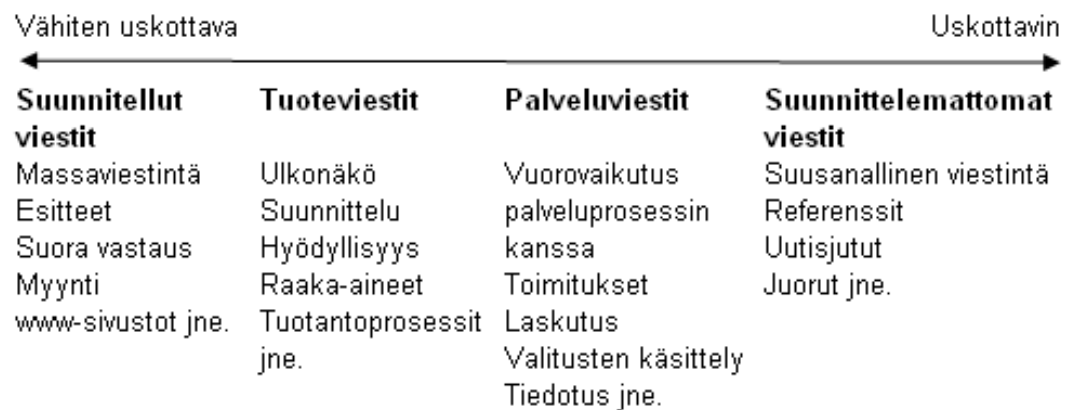 Vähiten uskottava
Uskottavin
Suunnitellut
viestit
Massaviestintä
Esitteet
Suora vastaus
Myynti
www-sivustot jne.
Tuoteviestit
Ulkonäkö
Suunnittelu
Hyödyllisyys
Raaka-aineet
Tuotantoprosessit
jne.
Palveluviestit
Vuorovaikutus
palveluprosessin
kanssa
Toimitukset
Laskutus
Valitusten käsittely
Tiedotus jne.
Suunnittelemattomat
viestit
Suusanallinen viestintä
Referenssit
Uutisjutut
Juorut jne.